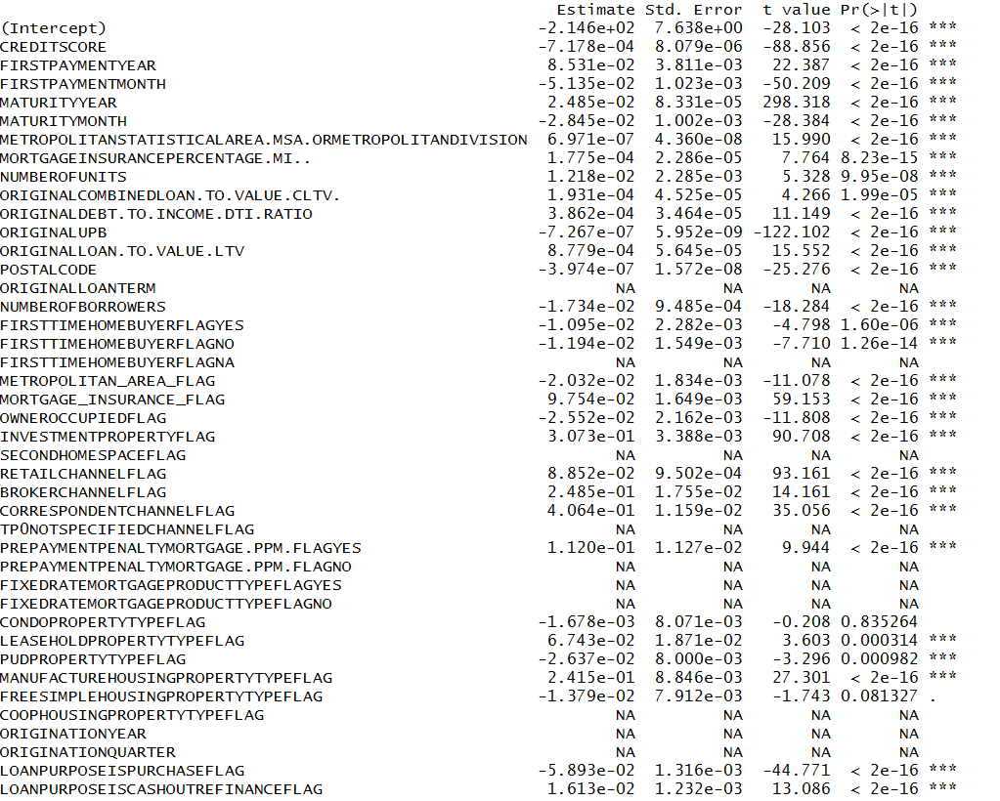 Estimate Std. Error t value Pr(>|t|)
(Intercept) -2.146e+02 7.638e+00 -28.103 < 2e-16 ***
CREDITSCORE -7.178e-04 8.079e-06 -88.856 < 2e-16 ***
FIRSTPAYMENTYEAR 8.531e-02 3.811e-03 22.387 < 2e-16 ***
FIRSTPAYMENTMONTH -5.135e-02 1.023e-03 -50.209 < 2e-16 ***
MATURITYYEAR 2.485e-02 8.331e-05 298.318 < 2e-16 ***
MATURITYMONTH -2.845e-02 1.002e-03 -28.384 < 2e-16 ***
METROPOLITANSTATISTICALAREA.MSA.ORMETROPOLITANDIVISION 6.971e-07 4.360e-08 15.990 < 2e-16 ***
MORTGAGEINSURANCEPERCENTAGE.MI.. 1.775e-04 2.286e-05 7.764 8.23e-15 ***
NUMBEROFUNITS 1.218e-02 2.285e-03 5.328 9.95e-08 ***
ORIGINALCOMBINEDLOAN.TO.VALUE.CLTV. 1.931e-04 4.525e-05 4.266 1.99e-05 ***
ORIGINALDEBT.TO.INCOME.DTI.RATIO 3.862e-04 3.464e-05 11.149 < 2e-16 ***
ORIGINALUPB -7.267e-07 5.952e-09 -122.102 < 2e-16 ***
ORIGINALLOAN.TO.VALUE.LTV 8.779e-04 5.645e-05 15.552 < 2e-16 ***
POSTALCODE -3.974e-07 1.572e-08 -25.276 < 2e-16 ***
ORIGINALLOANTERM NA NA NA NA
NUMBEROFBORROWERS -1.734e-02 9.485e-04 -18.284 < 2e-16 ***
FIRSTTIMEHOMEBUYERFLAGYES -1.095e-02 2.282e-03 -4.798 1.60e-06 ***
FIRSTTIMEHOMEBUYERFLAGNO -1.194e-02 1.549e-03 -7.710 1.26e-14 ***
FIRSTTIMEHOMEBUYERFLAGNA NA NA NA NA
METROPOLITAN_AREA_FLAG -2.032e-02 1.834e-03 -11.078 < 2e-16 ***
MORTGAGE_INSURANCE_FLAG 9.754e-02 1.649e-03 59.153 < 2e-16 ***
OWNEROCCUPIEDFLAG -2.552e-02 2.162e-03 -11.808 < 2e-16 ***
INVESTMENTPROPERTYFLAG 3.073e-01 3.388e-03 90.708 < 2e-16 ***
SECONDHOMESPACEFLAG NA NA NA NA
RETAILCHANNELFLAG 8.852e-02 9.502e-04 93.161 < 2e-16 ***
BROKERCHANNELFLAG 2.485e-01 1.755e-02 14.161 < 2e-16 ***
CORRESPONDENTCHANNELFLAG 4.064e-01 1.159e-02 35.056 < 2e-16 ***
TPONOTSPECIFIEDCHANNELFLAG NA NA NA NA
PREPAYMENTPENALTYMORTGAGE.PPM.FLAGYES 1.120e-01 1.127e-02 9.944 < 2e-16 ***
PREPAYMENTPENALTYMORTGAGE.PPM.FLAGNO NA NA NA NA
FIXEDRATEMORTGAGEPRODUCTTYPEFLAGYES NA NA NA NA
FIXEDRATEMORTGAGEPRODUCTTYPEFLAGNO NA NA NA NA
CONDOPROPERTYTYPEFLAG -1.678e-03 8.071e-03 -0.208 0.835264
LEASEHOLDPROPERTYTYPEFLAG 6.743e-02 1.871e-02 3.603 0.000314 ***
PUDPROPERTYTYPEFLAG -2.637e-02 8.000e-03 -3.296 0.000982 ***
MANUFACTUREHOUSINGPROPERTYTYPEFLAG 2.415e-01 8.846e-03 27.301 < 2e-16 ***
FREESIMPLEHOUSINGPROPERTYTYPEFLAG -1.379e-02 7.912e-03 -1.743 0.081327 .
COOPHOUSINGPROPERTYTYPEFLAG NA NA NA NA
ORIGINATIONYEAR NA NA NA NA
ORIGINATIONQUARTER NA NA NA NA
LOANPURPOSEISPURCHASEFLAG -5.893e-02 1.316e-03 -44.771 < 2e-16 ***
LOANPURPOSEISCASHOUTREFINANCEFLAG 1.613e-02 1.232e-03 13.086 < 2e-16 ***